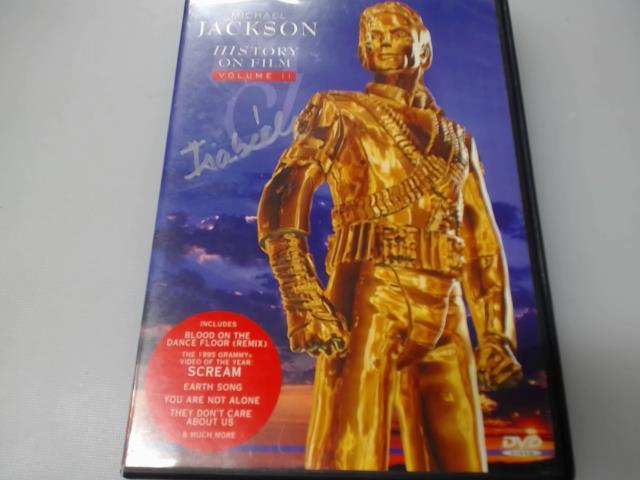 MICHAEL
JACKSON
HISTORY
ON FILM
VOLUME II
INCLUDES
BLOOD ON THE
DANCE FLOOR (REMIX)
THE 1995 GRAMMY®
VIDEO OF THE YEAR
SCREAM
EARTH SONG
YOU ARE NOT ALONE
THEY DON'T CARE
ABOUT US
& MUCH MORE
DVD
VIDEO